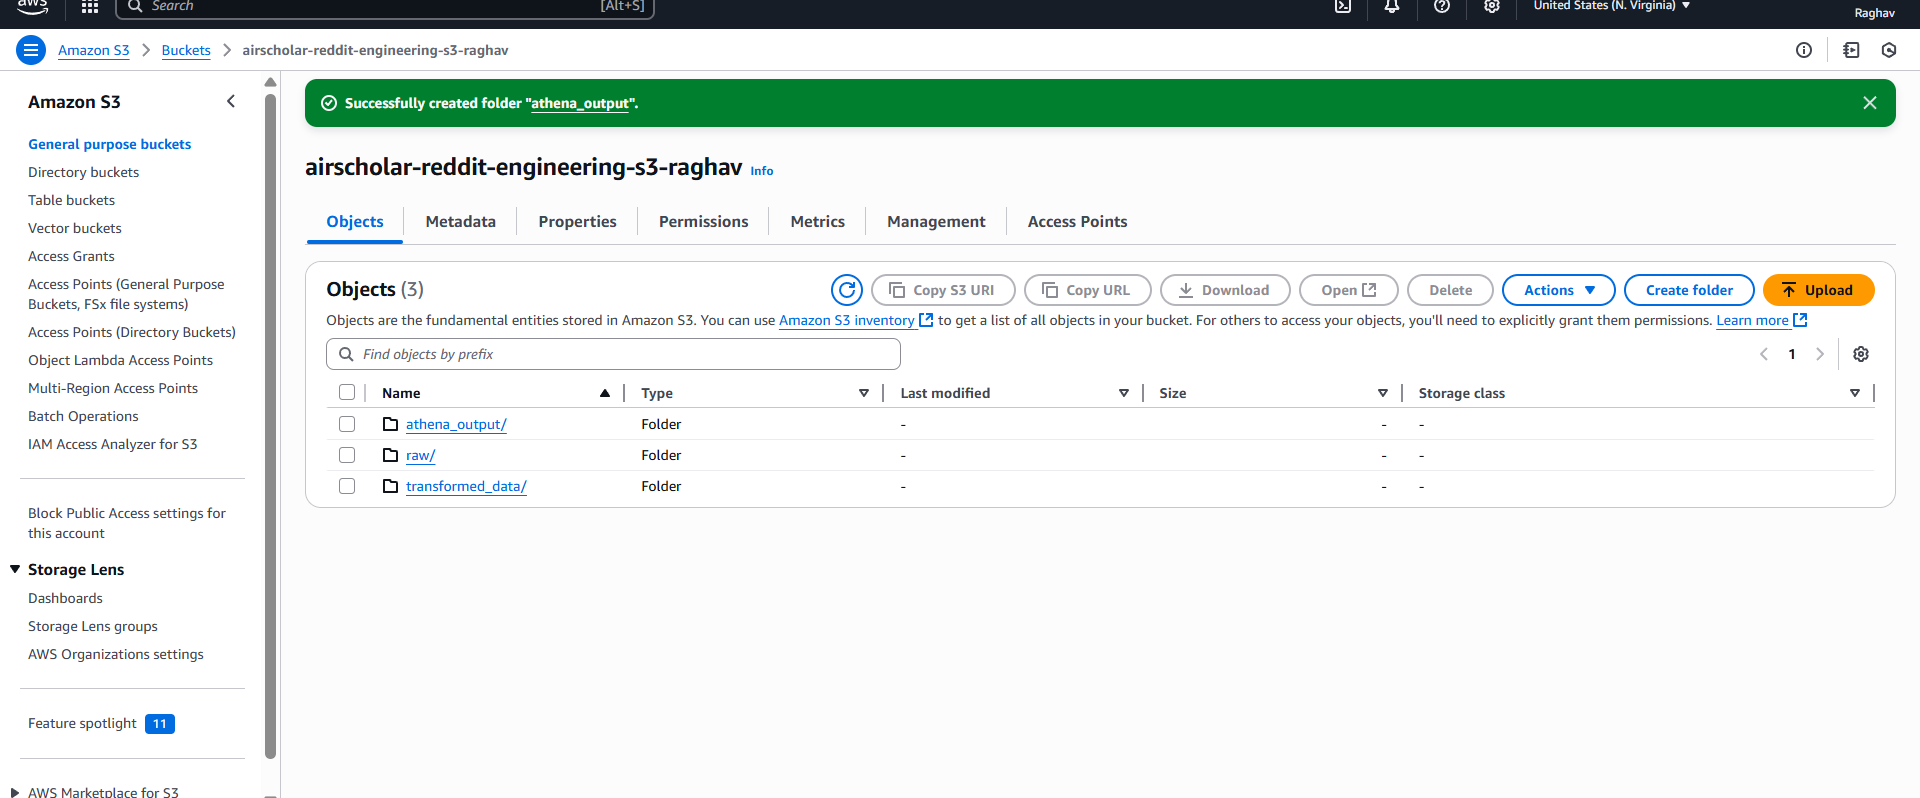 aws
Search
[Alt+S]
United States (N. Virginia)
Raghav
Amazon S3
Buckets
airscholar-reddit-engineering-s3-raghav
Amazon S3
General purpose buckets
Directory buckets
Table buckets
Vector buckets
Access Grants
Access Points (General Purpose
Buckets, FSx file systems)
Access Points (Directory Buckets)
Object Lambda Access Points
Multi-Region Access Points
Batch Operations
IAM Access Analyzer for S3
Block Public Access settings for
this account
Storage Lens
Dashboards
Storage Lens groups
AWS Organizations settings
Feature spotlight 11
AWS Marketplace for S3
Successfully created folder "athena_output".
airscholar-reddit-engineering-s3-raghav Info
Objects Metadata Properties Permissions Metrics Management Access Points
Objects (3)
Copy S3 URI Copy URL Download Open Delete Actions Create folder Upload
Objects are the fundamental entities stored in Amazon S3. You can use Amazon S3 inventory to get a list of all objects in your bucket. For others to access your objects, you'll need to explicitly grant them permissions. Learn more
Find objects by prefix
1
Name Type Last modified Size Storage class
athena_output/ Folder - - -
raw/ Folder - - -
transformed_data/ Folder - - -